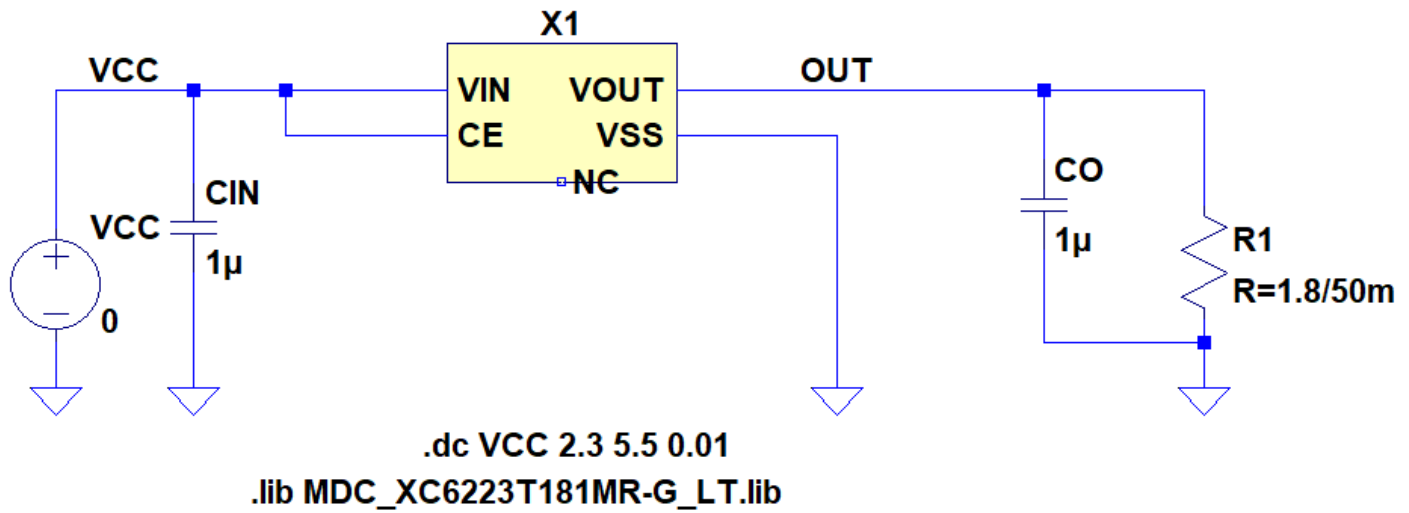 X1
VCC
OUT
VIN
VOUT
CE
VSS
NC
CIN
VCC
1µ
0
CO
1µ
R1
R=1.8/50m
.dc VCC 2.3 5.5 0.01
.lib MDC_XC6223T181MR-G_LT.lib